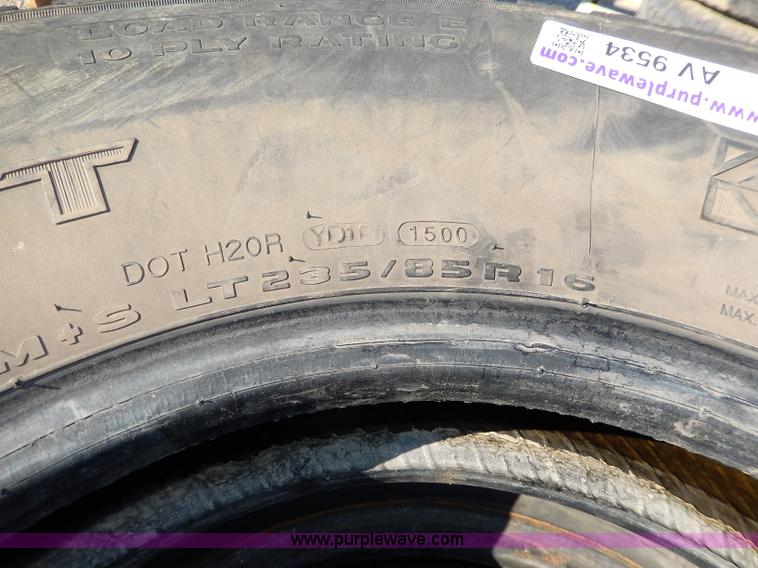 LOAD RANGE E
10 PLY RATING
www.purplewave.com
AV 9534
T
DOT H20R YD1P 1500
M+S LT235/85R16
MAX
MAX.
www.purplewave.com